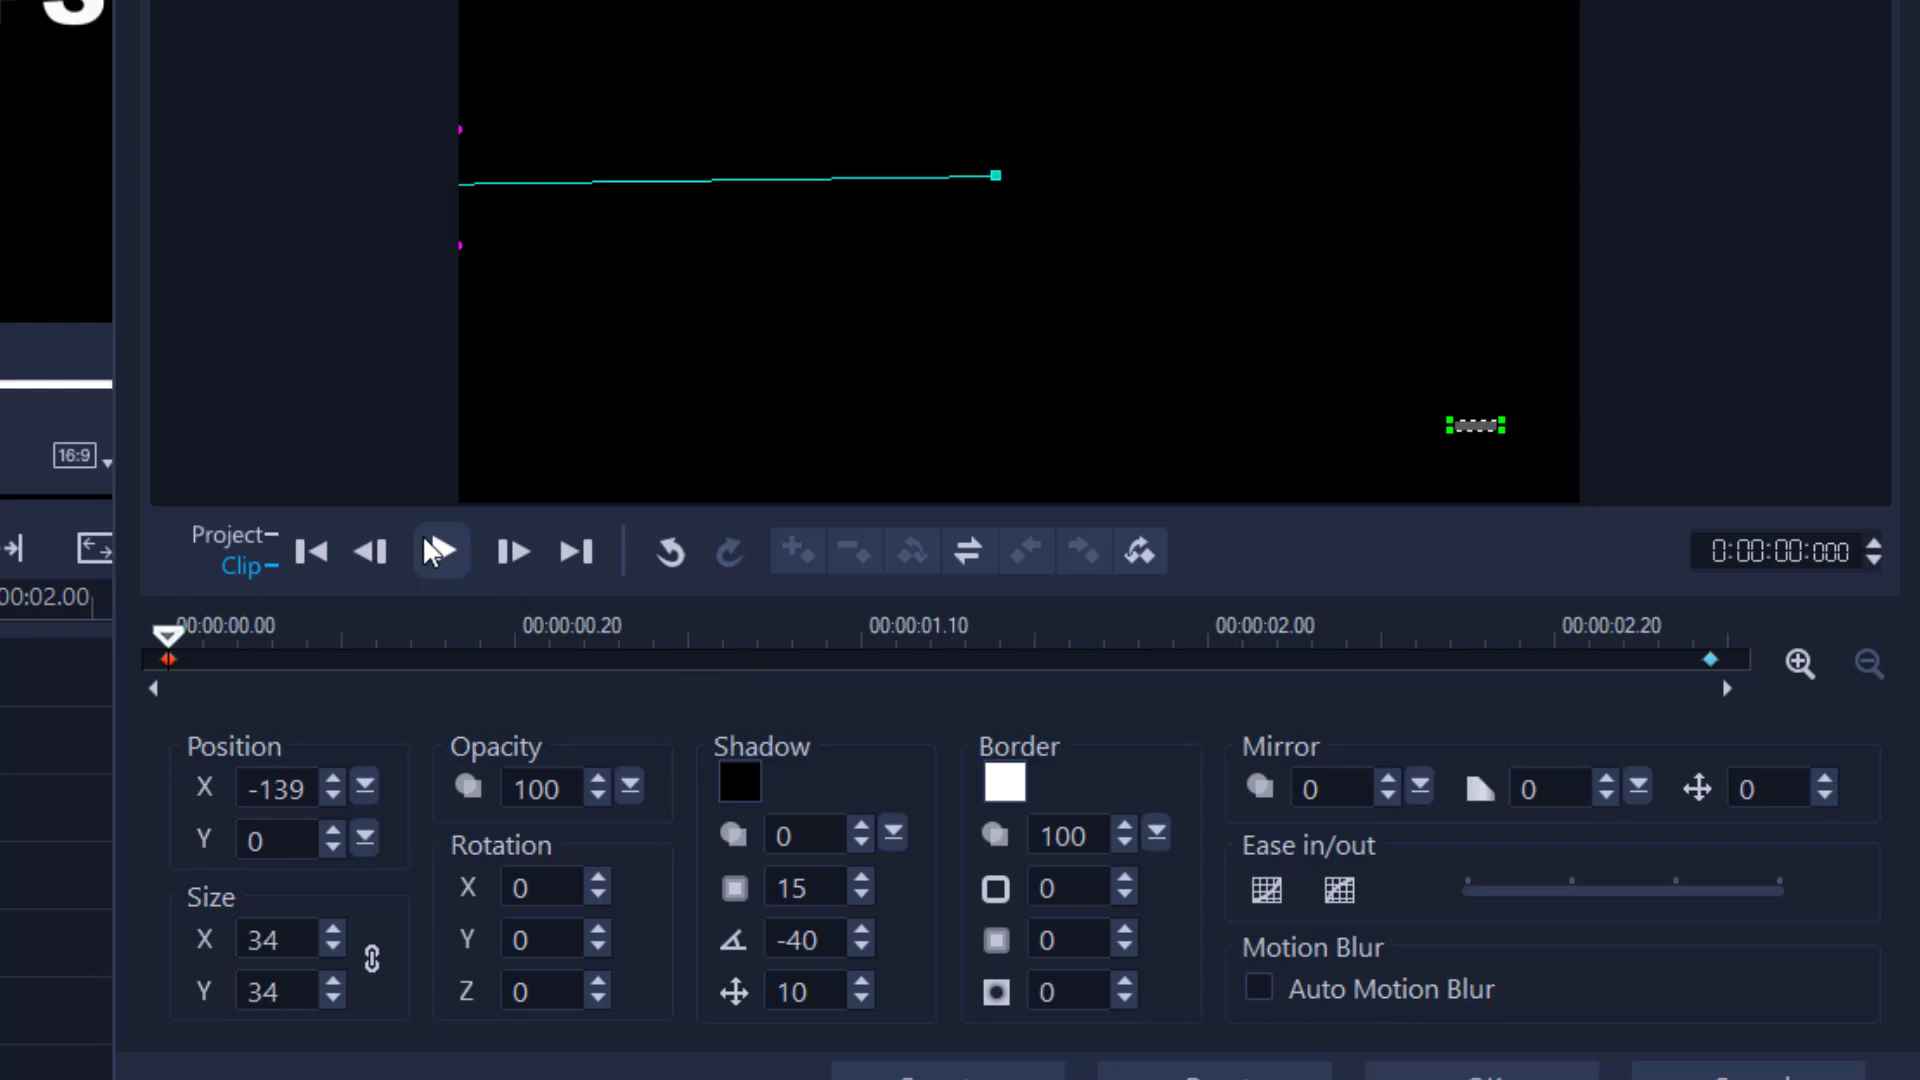 16:9
Project
Clip
0:00:00:000
00:02.00
00:00:00.00 00:00:00.20 00:00:01.10 00:00:02.00 00:00:02.20
Position Opacity Shadow Border Mirror
X -139 100 0 0 0
Y 0 0 100
Rotation Ease in/out
Size X 0 15 0
X 34 Y 0 -40 0 Motion Blur
Y 34 Z 0 10 0 Auto Motion Blur